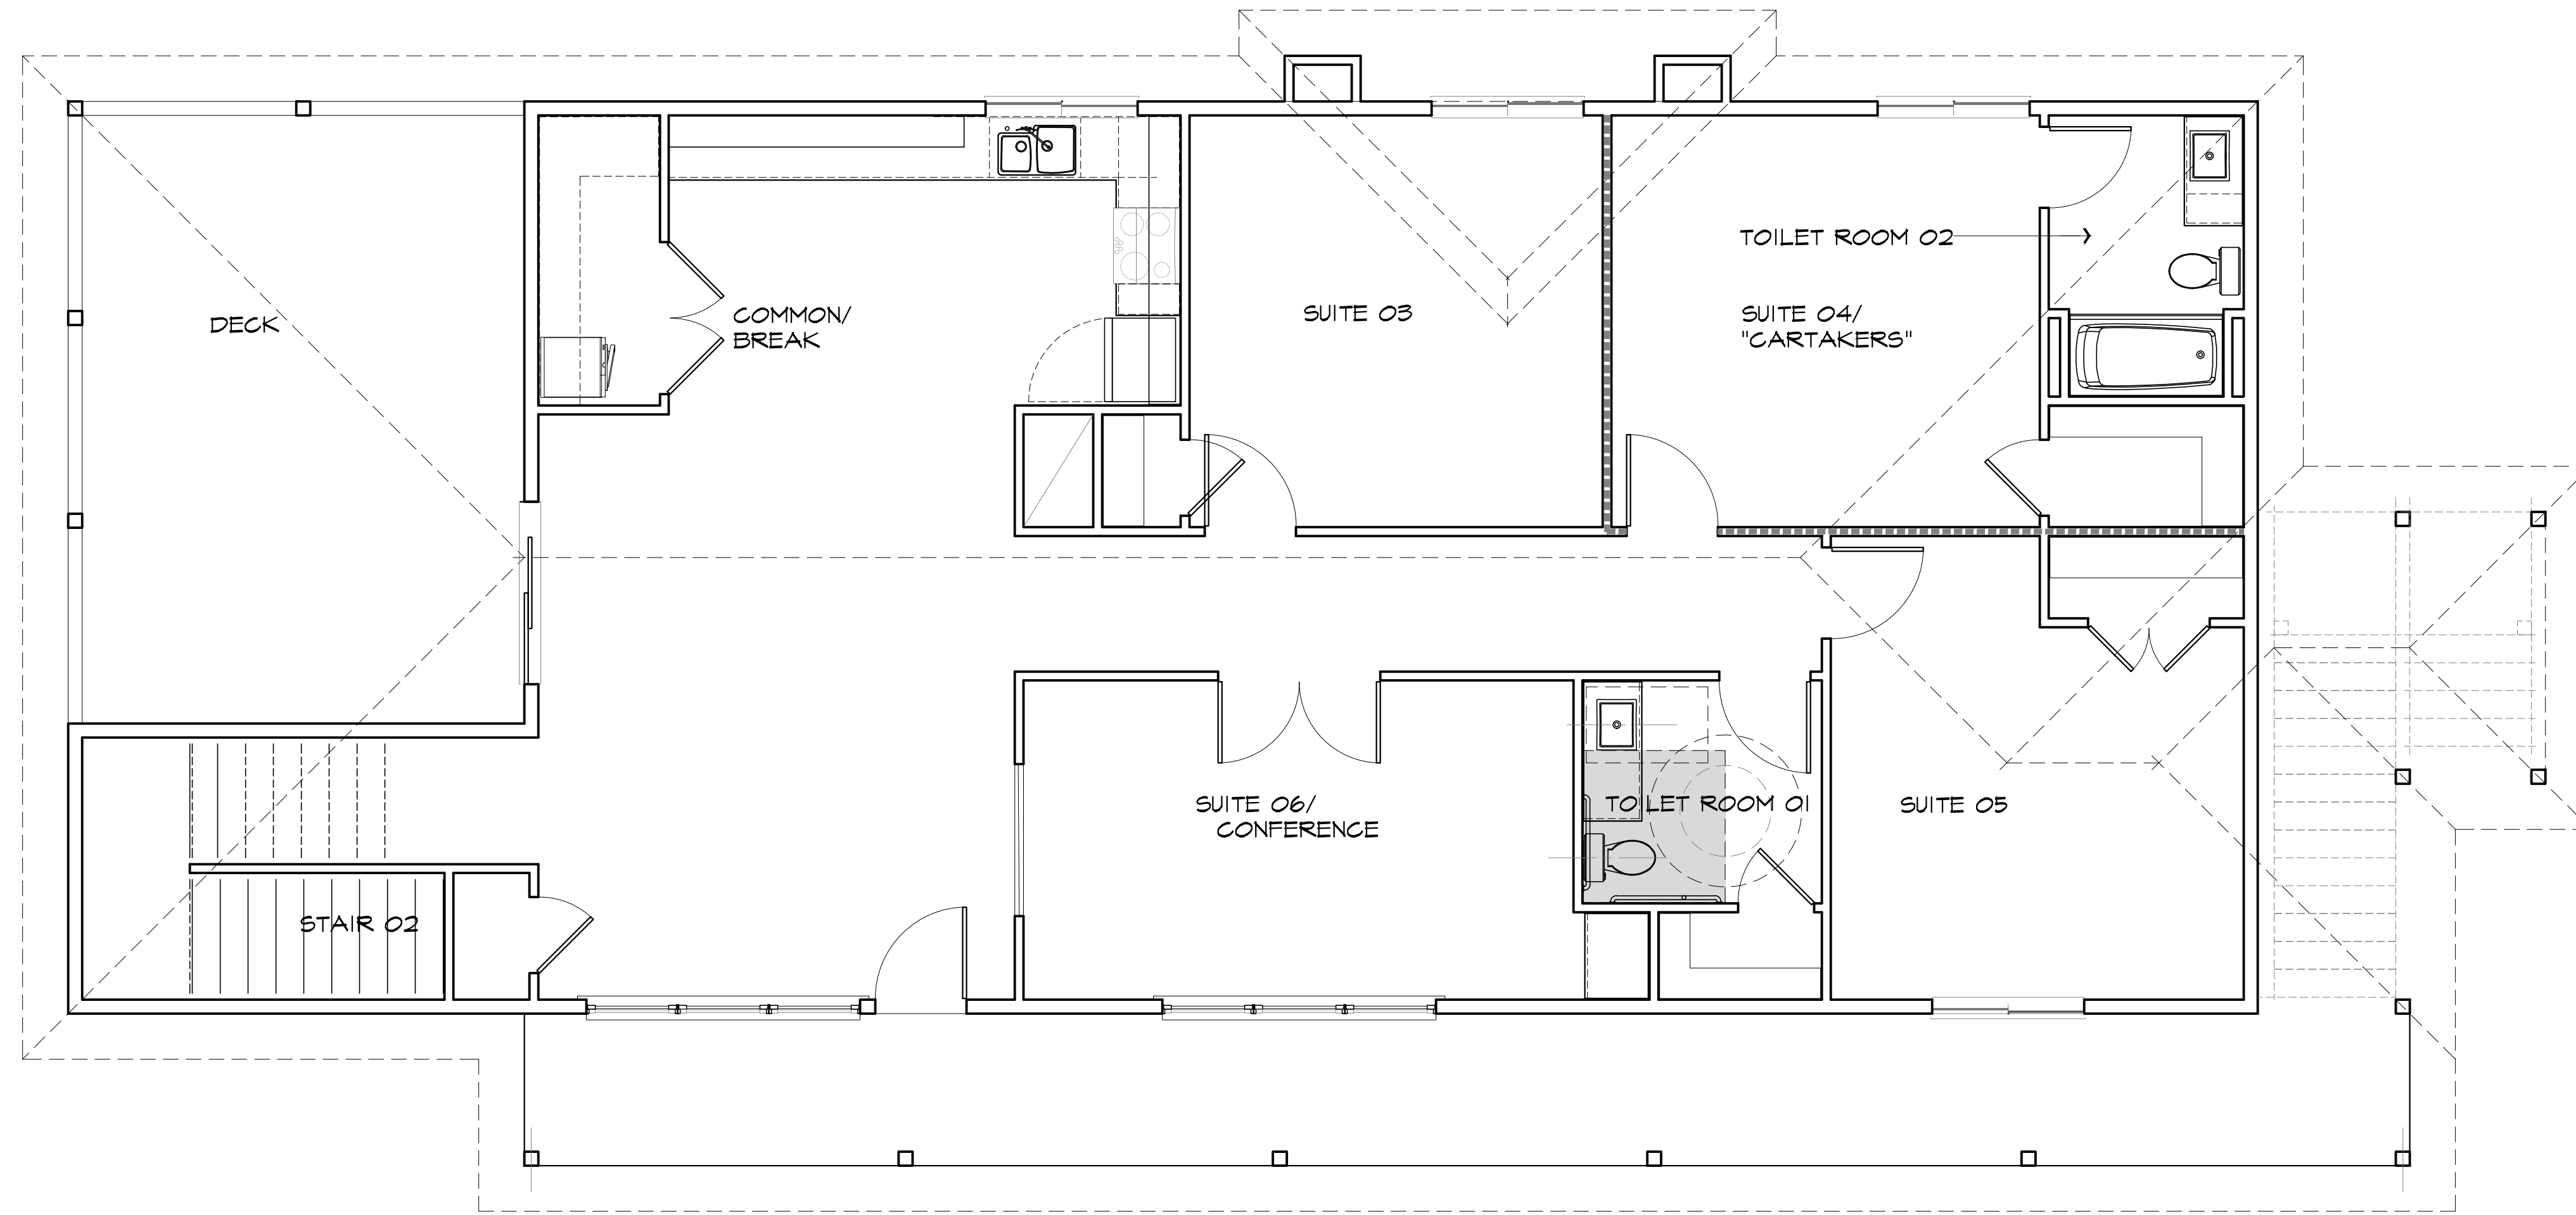 TOILET ROOM 02
DECK
COMMON/
BREAK
SUITE 03
SUITE 04/
"CARTAKERS"
SUITE 06/
CONFERENCE
TOILET ROOM 01
SUITE 05
STAIR 02